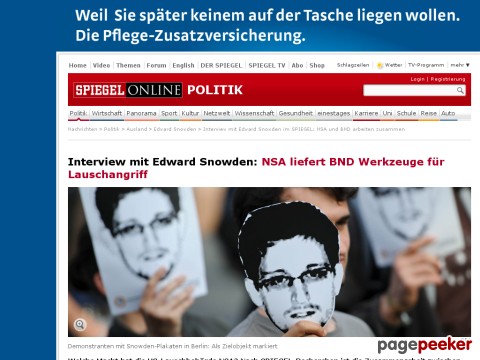 Weil Sie später keinem auf der Tasche liegen wollen.
Die Pflege-Zusatzversicherung.
Home Video Themen Forum English DER SPIEGEL SPIEGEL TV Abo Shop Schlagzeilen Wetter TV-Programm mehr
Login | Registrierung
SPIEGEL ONLINE POLITIK
Politik Wirtschaft Panorama Sport Kultur Netzwelt Wissenschaft Gesundheit einestages Karriere Uni Schule Reise Auto
Nachrichten > Politik > Ausland > Edward Snowden > Interview mit Edward Snowden im SPIEGEL: NSA und BND arbeiten zusammen
Interview mit Edward Snowden: NSA liefert BND Werkzeuge für
Lauschangriff
Demonstranten mit Snowden-Plakaten in Berlin: Als Zielobjekt markiert
pagepeeker